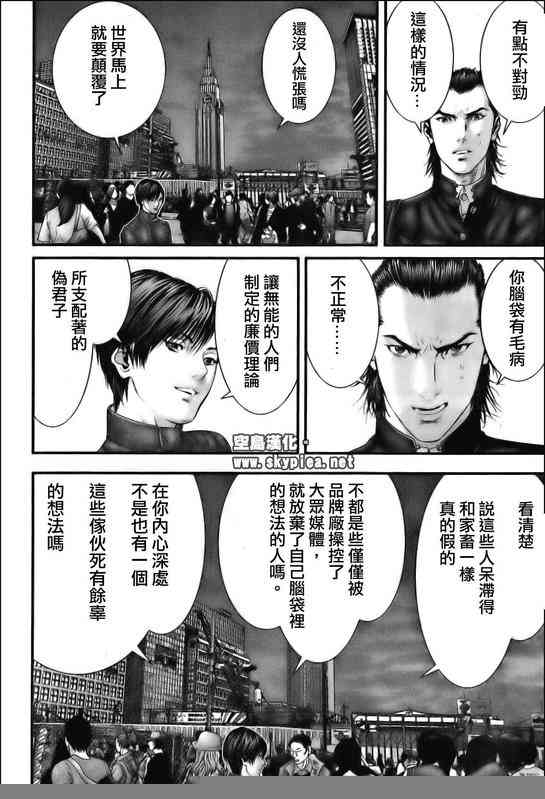 有點不對勁
這樣的情況…
還沒人慌張嗎
世界馬上
就要顛覆了
你腦袋有毛病
不正常……
讓無能的人們
制定的廉價理論
所支配著的
偽君子
空島漢化.
www.skypiea.net
看清楚
說這些人呆滯得
和家畜一樣
真的假的
不都是些僅僅被
品牌廠操控了
大眾媒體，
就放棄了自己腦袋裡
的想法的人嗎。
在你內心深處
不是也有一個
這些傢伙死有餘辜
的想法嗎